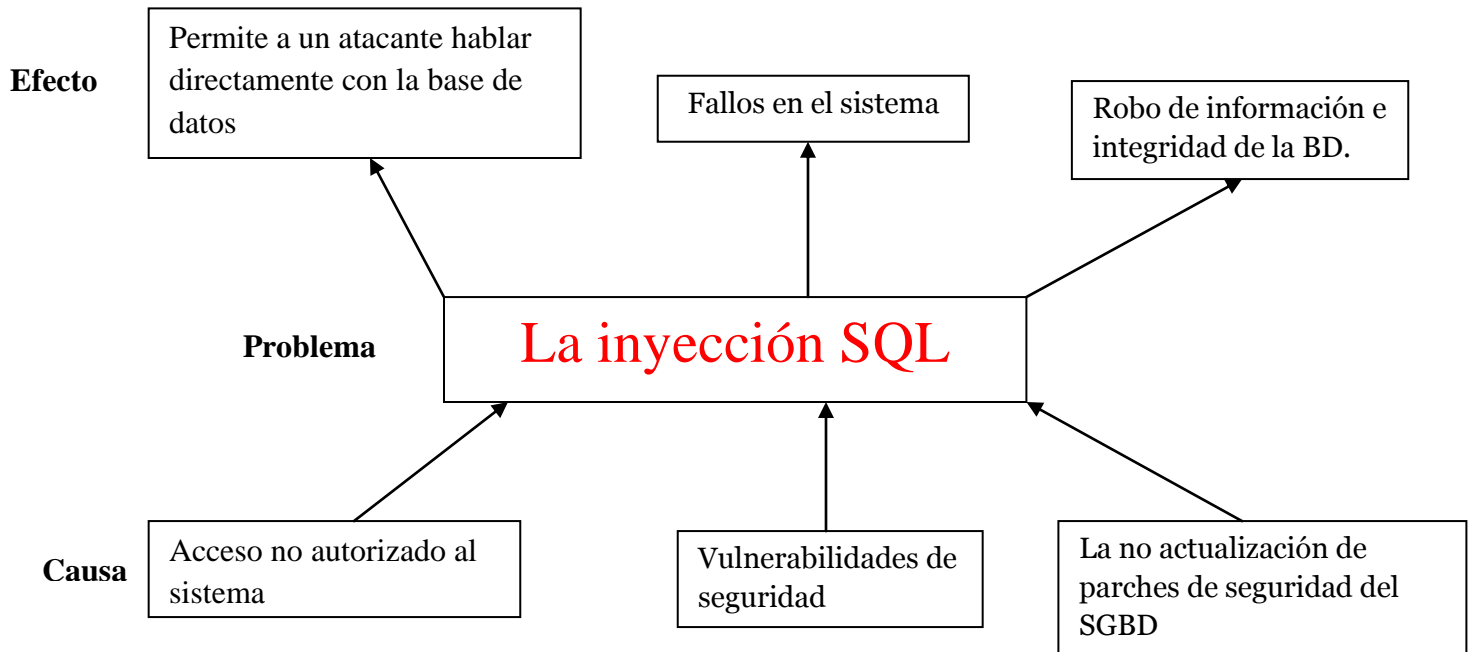 Efecto
Permite a un atacante hablar
directamente con la base de
datos
Fallos en el sistema
Robo de información e
integridad de la BD.
Problema
La inyección SQL
Causa
Acceso no autorizado al
sistema
Vulnerabilidades de
seguridad
La no actualización de
parches de seguridad del
SGBD